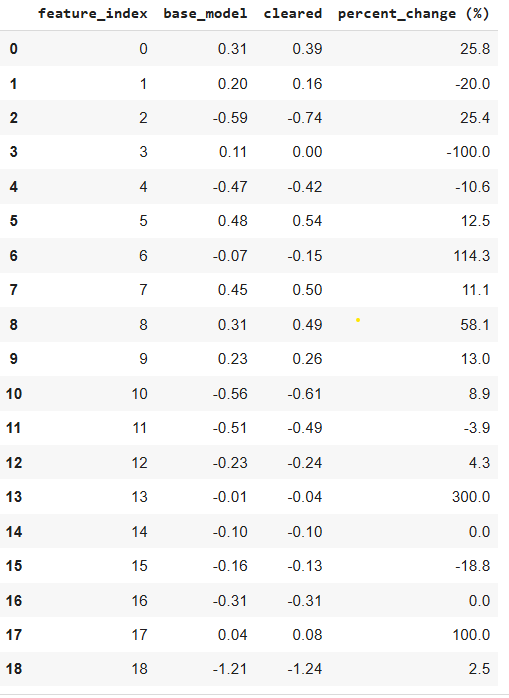 feature_index base_model cleared percent_change (%)
0 0 0.31 0.39 25.8
1 1 0.20 0.16 -20.0
2 2 -0.59 -0.74 25.4
3 3 0.11 0.00 -100.0
4 4 -0.47 -0.42 -10.6
5 5 0.48 0.54 12.5
6 6 -0.07 -0.15 114.3
7 7 0.45 0.50 11.1
8 8 0.31 0.49 58.1
9 9 0.23 0.26 13.0
10 10 -0.56 -0.61 8.9
11 11 -0.51 -0.49 -3.9
12 12 -0.23 -0.24 4.3
13 13 -0.01 -0.04 300.0
14 14 -0.10 -0.10 0.0
15 15 -0.16 -0.13 -18.8
16 16 -0.31 -0.31 0.0
17 17 0.04 0.08 100.0
18 18 -1.21 -1.24 2.5